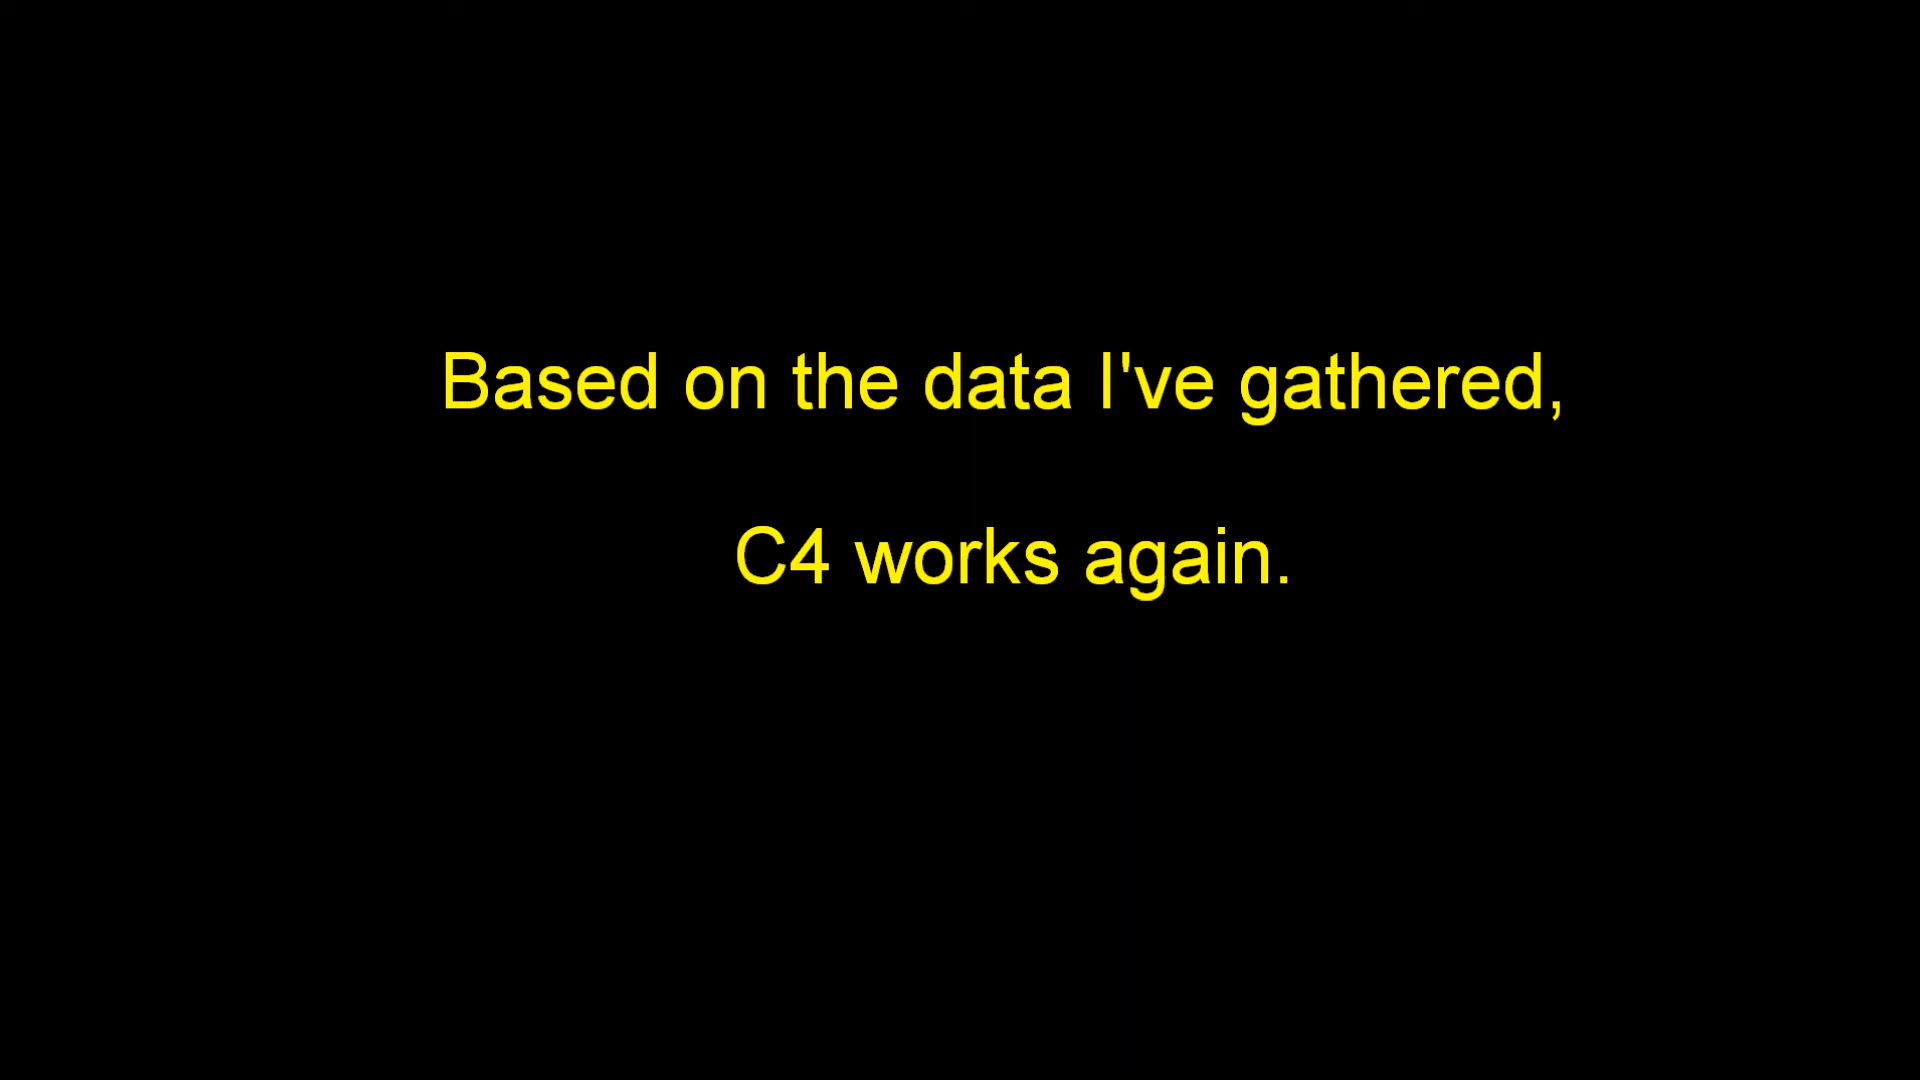 Based on the data I've gathered,
C4 works again.